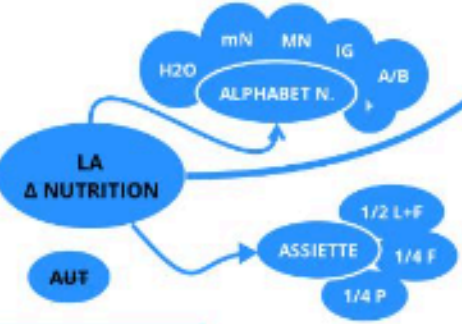 mN
MN
IG
H2O
A/B
ALPHABET N.
LA
Δ NUTRITION
1/2 L+F
ASSIETTE
1/4 F
AUT
1/4 P